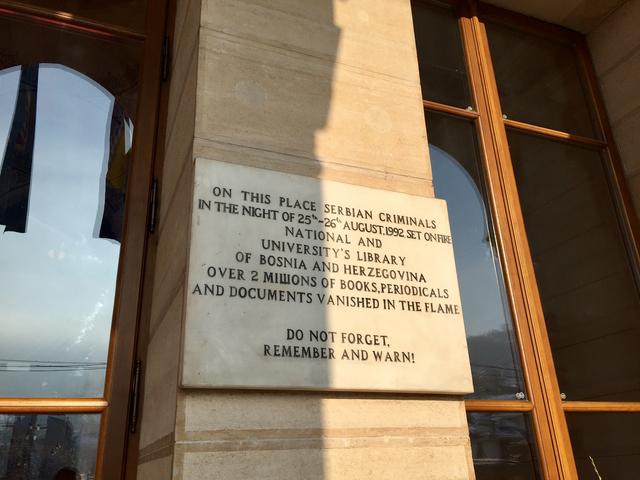 ON THIS PLACE SERBIAN CRIMINALS
IN THE NIGHT OF 25th-26th AUGUST,1992. SET ON FIRE
NATIONAL AND
UNIVERSITY'S LIBRARY
OF BOSNIA AND HERZEGOVINA
OVER 2 MILLIONS OF BOOKS,PERIODICALS
AND DOCUMENTS VANISHED IN THE FLAME
DO NOT FORGET,
REMEMBER AND WARN!